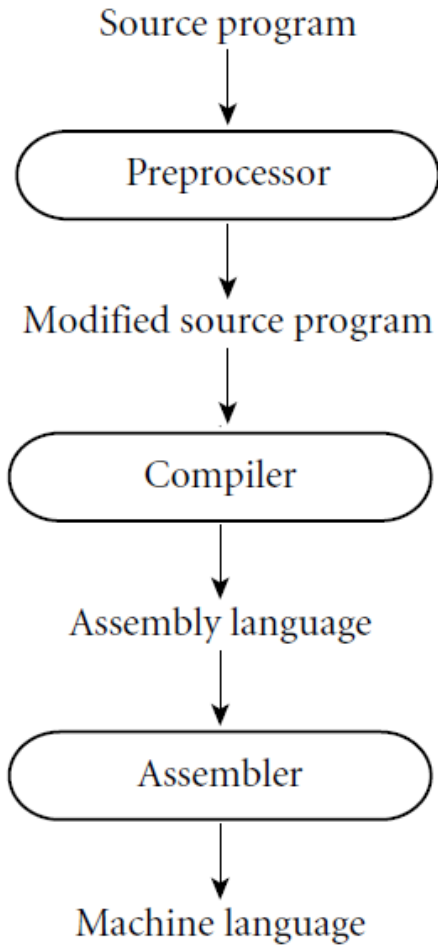 Source program
Preprocessor
Modified source program
Compiler
Assembly language
Assembler
Machine language